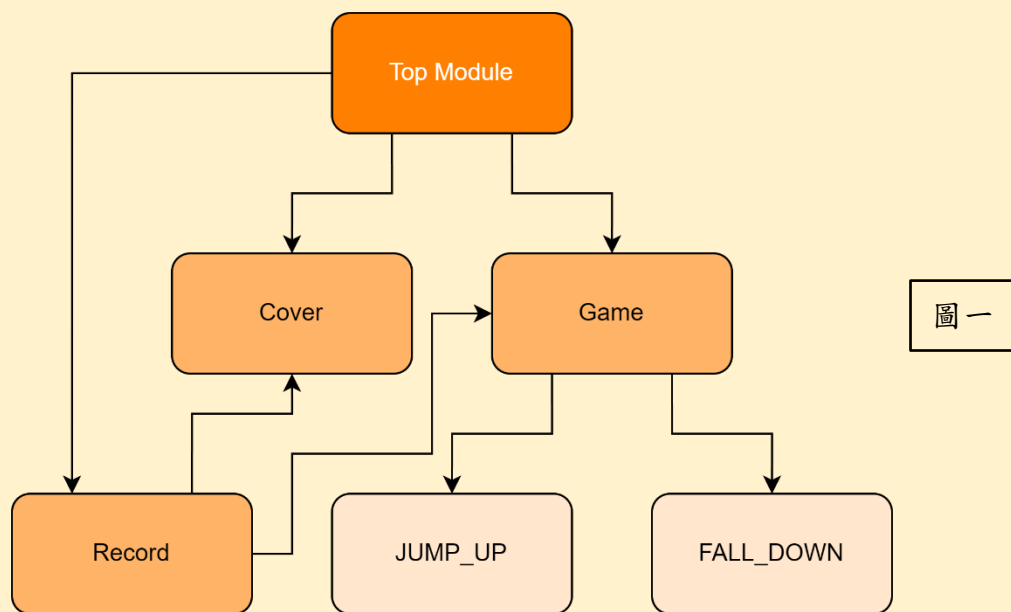 Top Module
Cover
Game
圖一
Record
JUMP_UP
FALL_DOWN